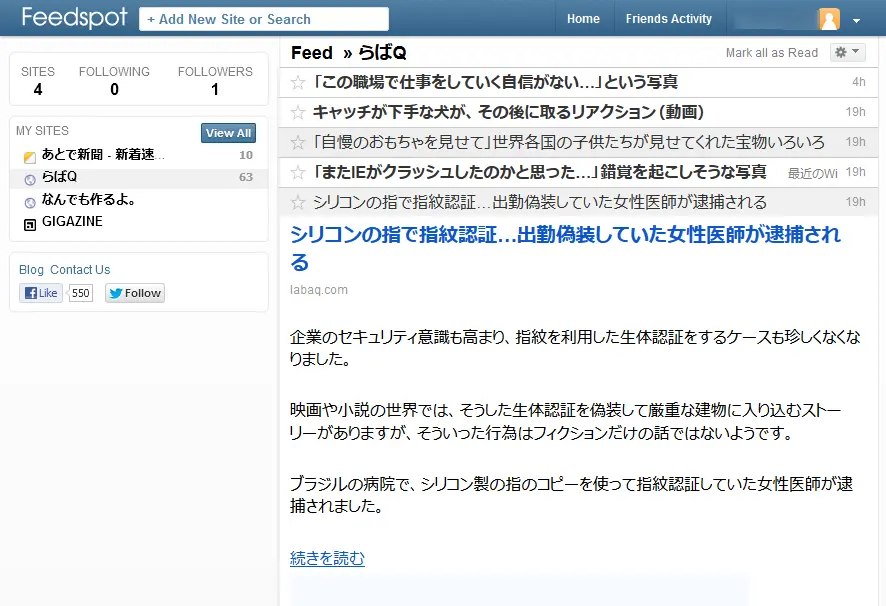 Feedspot
+ Add New Site or Search
Home
Friends Activity
SITES FOLLOWING FOLLOWERS
4 0 1
MY SITES
View All
あとで新聞 - 新着速... 10
らばQ 63
なんでも作るよ。
GIGAZINE
Blog Contact Us
Like 550 Follow
Feed » らばQ
Mark all as Read
「この職場で仕事をしていく自信がない…」という写真 4h
キャッチが下手な犬が、その後に取るリアクション(動画) 19h
「自慢のおもちゃを見せて」世界各国の子供たちが見せてくれた宝物いろいろ 19h
「またIEがクラッシュしたのかと思った…」錯覚を起こしそうな写真 最近のWi 19h
シリコンの指で指紋認証…出勤偽装していた女性医師が逮捕される 19h
シリコンの指で指紋認証…出勤偽装していた女性医師が逮捕され
る
labaq.com
企業のセキュリティ意識も高まり、指紋を利用した生体認証をするケースも珍しくなくな
りました。
映画や小説の世界では、そうした生体認証を偽装して厳重な建物に入り込むストー
リーがありますが、そういった行為はフィクションだけの話ではないようです。
ブラジルの病院で、シリコン製の指のコピーを使って指紋認証していた女性医師が逮
捕されました。
続きを読む